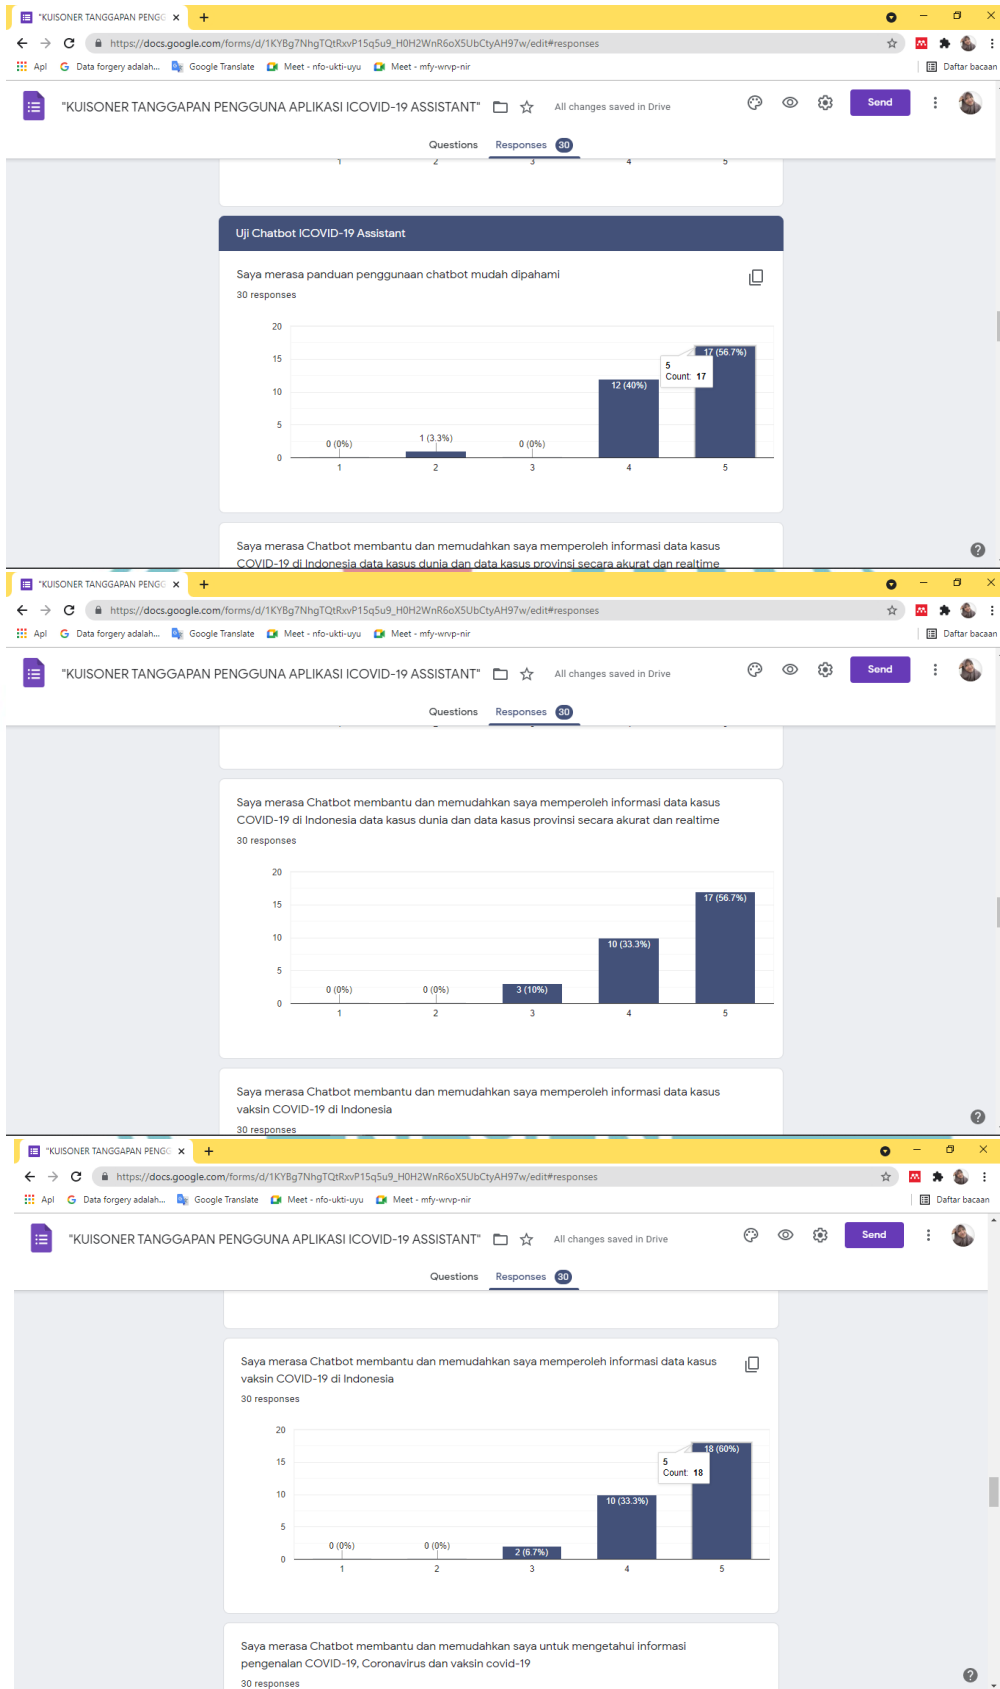 "KUISONER TANGGAPAN PENGG
https://docs.google.com/forms/d/1KYBg7NhgTQtRxvP15q5u9_H0H2WnR6oX5UbCtyAH97w/edit#responses
Apl Data forgery adalah... Google Translate Meet - nfo-ukti-uyu Meet - mfy-wrvp-nir Daftar bacaan
"KUISONER TANGGAPAN PENGGUNA APLIKASI ICOVID-19 ASSISTANT" All changes saved in Drive Send
Questions Responses 30
1 2 3 4 5
Uji Chatbot ICOVID-19 Assistant
Saya merasa panduan penggunaan chatbot mudah dipahami
30 responses
20
15
10
5
0
0 (0%) 1 (3.3%) 0 (0%) 12 (40%) 17 (56.7%)
5
Count: 17
1 2 3 4 5
Saya merasa Chatbot membantu dan memudahkan saya memperoleh informasi data kasus
COVID-19 di Indonesia data kasus dunia dan data kasus provinsi secara akurat dan realtime
"KUISONER TANGGAPAN PENGG
https://docs.google.com/forms/d/1KYBg7NhgTQtRxvP15q5u9_H0H2WnR6oX5UbCtyAH97w/edit#responses
Apl Data forgery adalah... Google Translate Meet - nfo-ukti-uyu Meet - mfy-wrvp-nir Daftar bacaan
"KUISONER TANGGAPAN PENGGUNA APLIKASI ICOVID-19 ASSISTANT" All changes saved in Drive Send
Questions Responses 30
Saya merasa Chatbot membantu dan memudahkan saya memperoleh informasi data kasus
COVID-19 di Indonesia data kasus dunia dan data kasus provinsi secara akurat dan realtime
30 responses
20
15
10
5
0
0 (0%) 0 (0%) 3 (10%) 10 (33.3%) 17 (56.7%)
1 2 3 4 5
Saya merasa Chatbot membantu dan memudahkan saya memperoleh informasi data kasus
vaksin COVID-19 di Indonesia
30 responses
"KUISONER TANGGAPAN PENGG
https://docs.google.com/forms/d/1KYBg7NhgTQtRxvP15q5u9_H0H2WnR6oX5UbCtyAH97w/edit#responses
Apl Data forgery adalah... Google Translate Meet - nfo-ukti-uyu Meet - mfy-wrvp-nir Daftar bacaan
"KUISONER TANGGAPAN PENGGUNA APLIKASI ICOVID-19 ASSISTANT" All changes saved in Drive Send
Questions Responses 30
Saya merasa Chatbot membantu dan memudahkan saya memperoleh informasi data kasus
vaksin COVID-19 di Indonesia
30 responses
20
15
10
5
0
0 (0%) 0 (0%) 2 (6.7%) 10 (33.3%) 18 (60%)
5
Count: 18
1 2 3 4 5
Saya merasa Chatbot membantu dan memudahkan saya untuk mengetahui informasi
pengenalan COVID-19, Coronavirus dan vaksin covid-19
30 responses